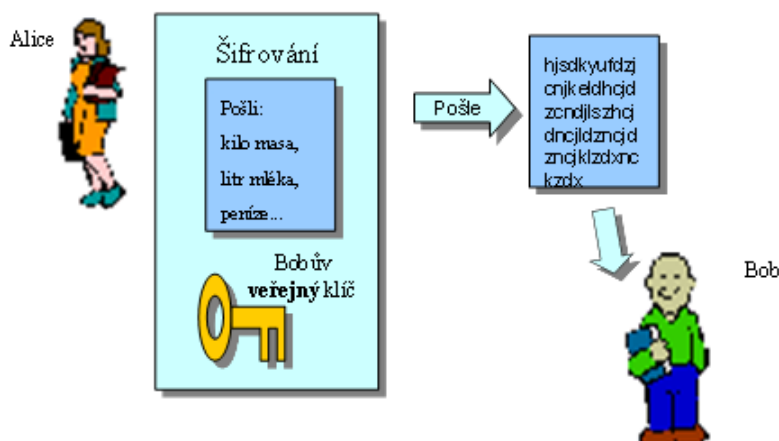 Alice
Šifrování
Pošli:
kilo masa,
litr mléka,
peníze...
Bobův
veřejný klíč
Pošle
hjsdkyufdzj
cnjkeldhcjd
zcndjlszhcj
dncjldzncjd
zncjklzdxnc
kzdx
Bob